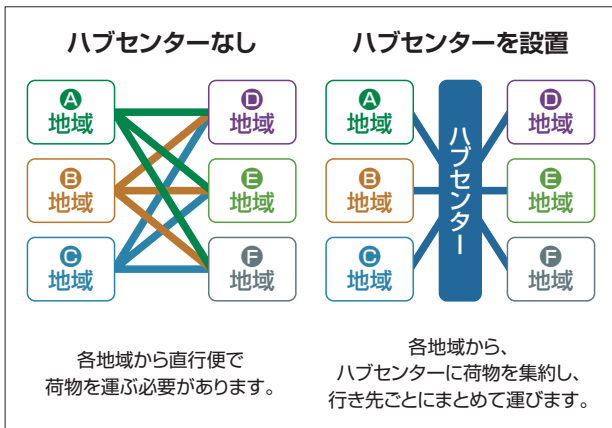 ハブセンターなし
A
地域
B
地域
C
地域
D
地域
E
地域
F
地域
各地域から直行便で
荷物を運ぶ必要があります。
ハブセンターを設置
A
地域
B
地域
C
地域
ハブセンター
D
地域
E
地域
F
地域
各地域から、
ハブセンターに荷物を集約し、
行き先ごとにまとめて運びます。